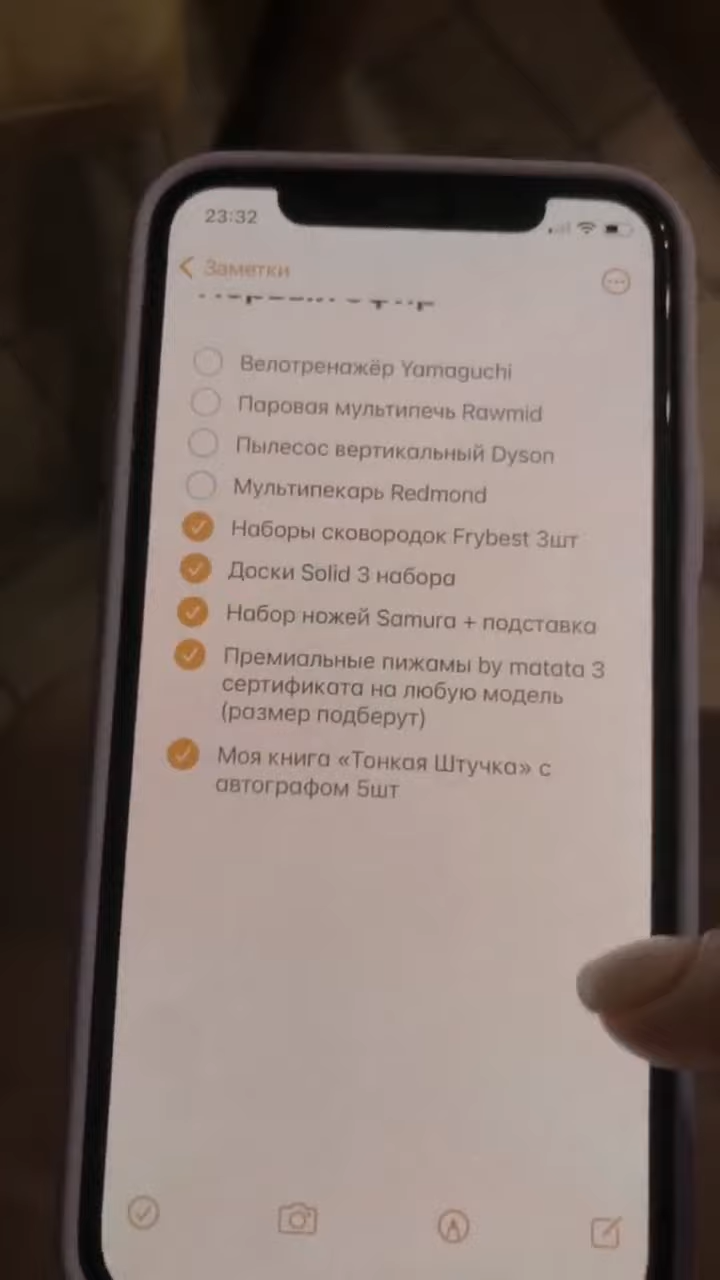 23:32
Заметки
Велотренажёр Yamaguchi
Паровая мультипечь Rawmid
Пылесос вертикальный Dyson
Мультипекарь Redmond
Наборы сковородок Frybest 3шт
Доски Solid 3 набора
Набор ножей Samura + подставка
Премиальные пижамы by matata 3
сертификата на любую модель
(размер подберут)
Моя книга «Тонкая Штучка» с
автографом 5шт